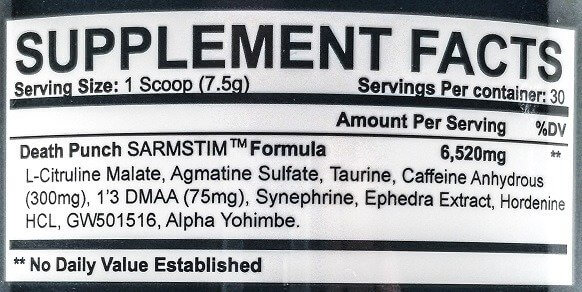 SUPPLEMENT FACTS
Serving Size: 1 Scoop (7.5g) Servings Per container: 30
Amount Per Serving %DV
Death Punch SARMSTIM™ Formula 6,520mg **
L-Citruline Malate, Agmatine Sulfate, Taurine, Caffeine Anhydrous
(300mg), 1'3 DMAA (75mg), Synephrine, Ephedra Extract, Hordenine
HCL, GW501516, Alpha Yohimbe.
** No Daily Value Established